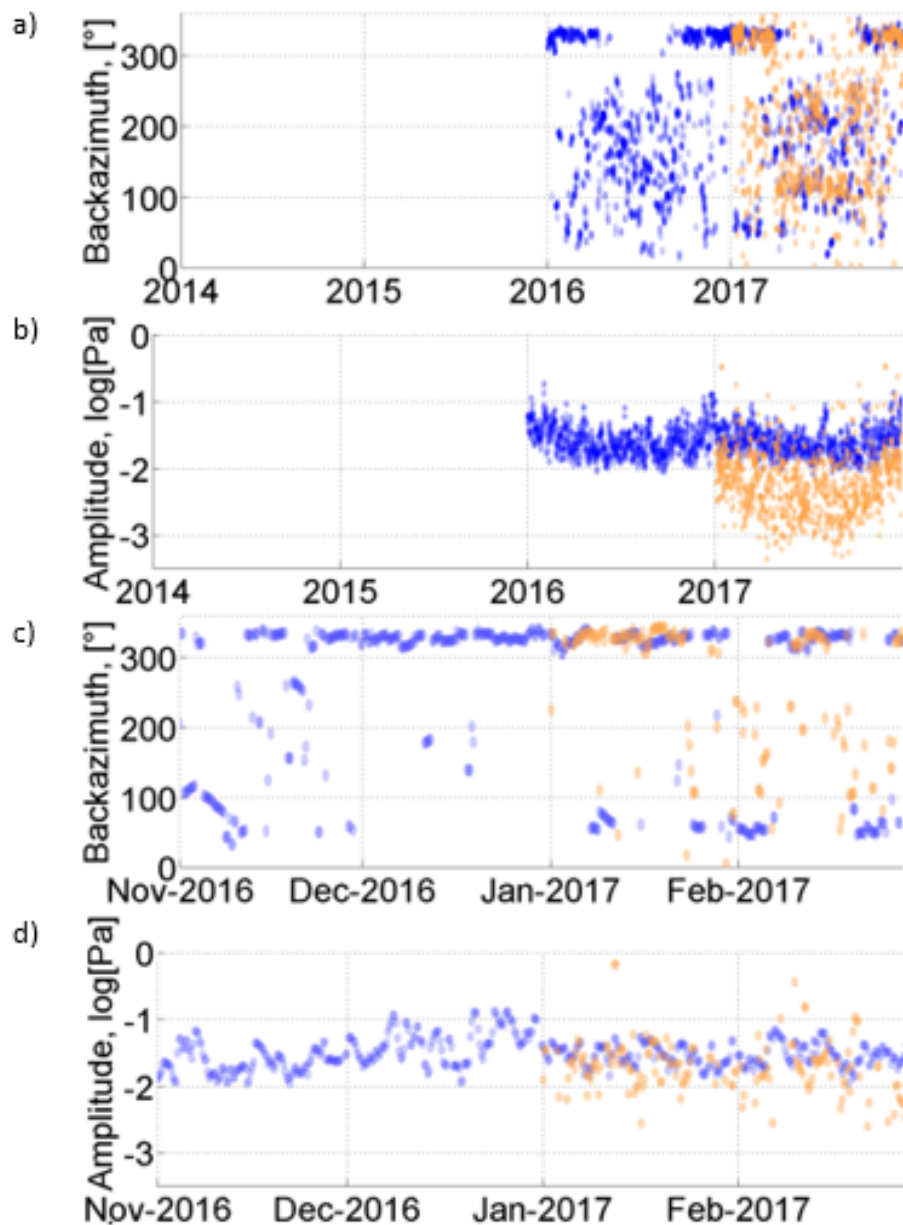 a)
Backazimuth, [°]
300
200
100
0
2014 2015 2016 2017
b)
Amplitude, log[Pa]
0
-1
-2
-3
2014 2015 2016 2017
c)
Backazimuth, [°]
300
200
100
0
Nov-2016 Dec-2016 Jan-2017 Feb-2017
d)
Amplitude, log[Pa]
0
-1
-2
-3
Nov-2016 Dec-2016 Jan-2017 Feb-2017